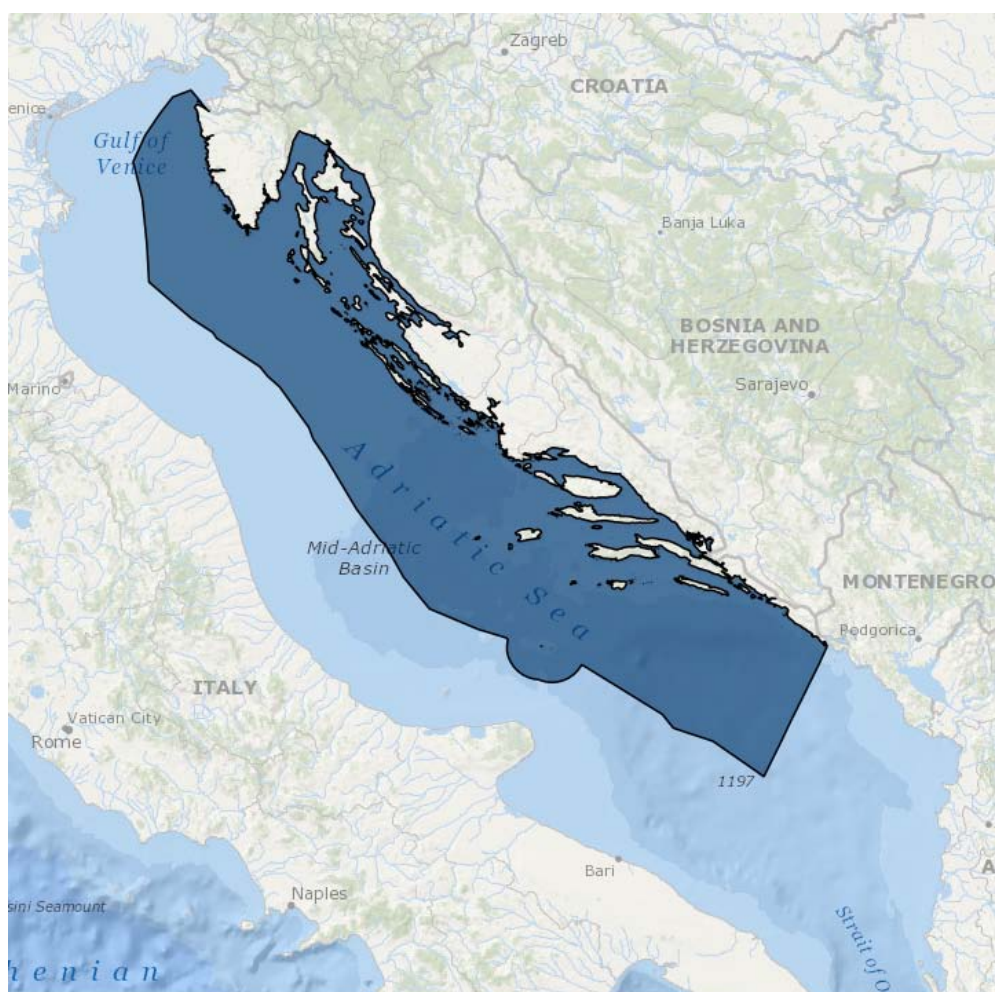 Zagreb
CROATIA
enice
Gulf of
Venice
Banja Luka
BOSNIA AND
HERZEGOVINA
Sarajevo
Marino
Adriatic Sea
Mid-Adriatic
Basin
MONTENEGRO
Podgorica
ITALY
Vatican City
Rome
1197
Bari
A
Naples
sini Seamount
Strait of O
henian